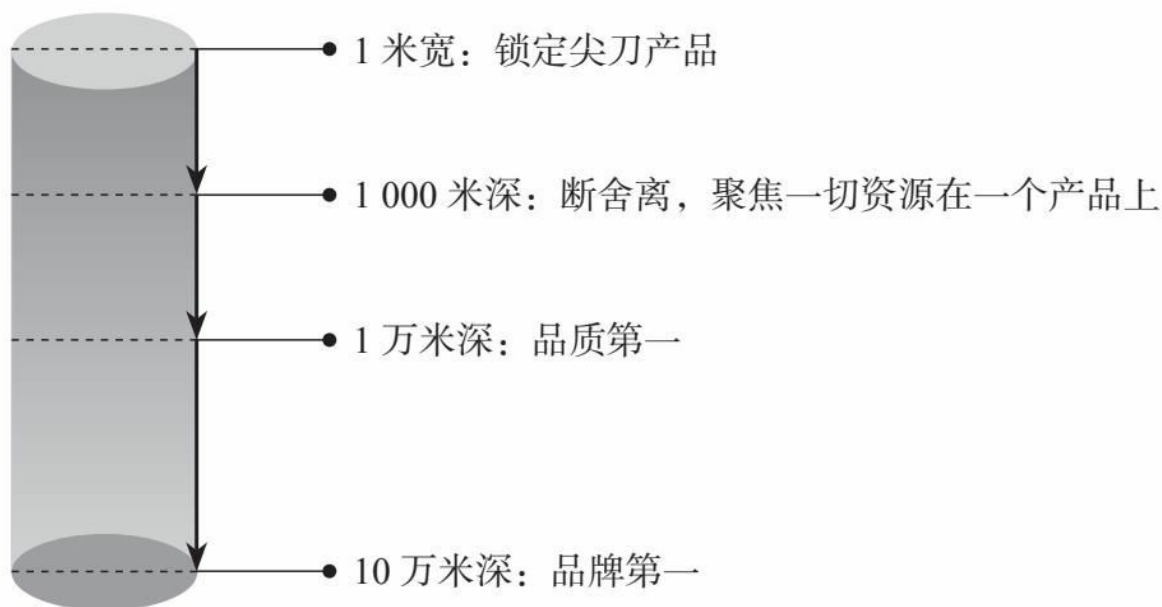 1 米宽：锁定尖刀产品
1 000 米深：断舍离，聚焦一切资源在一个产品上
1 万米深：品质第一
10 万米深：品牌第一